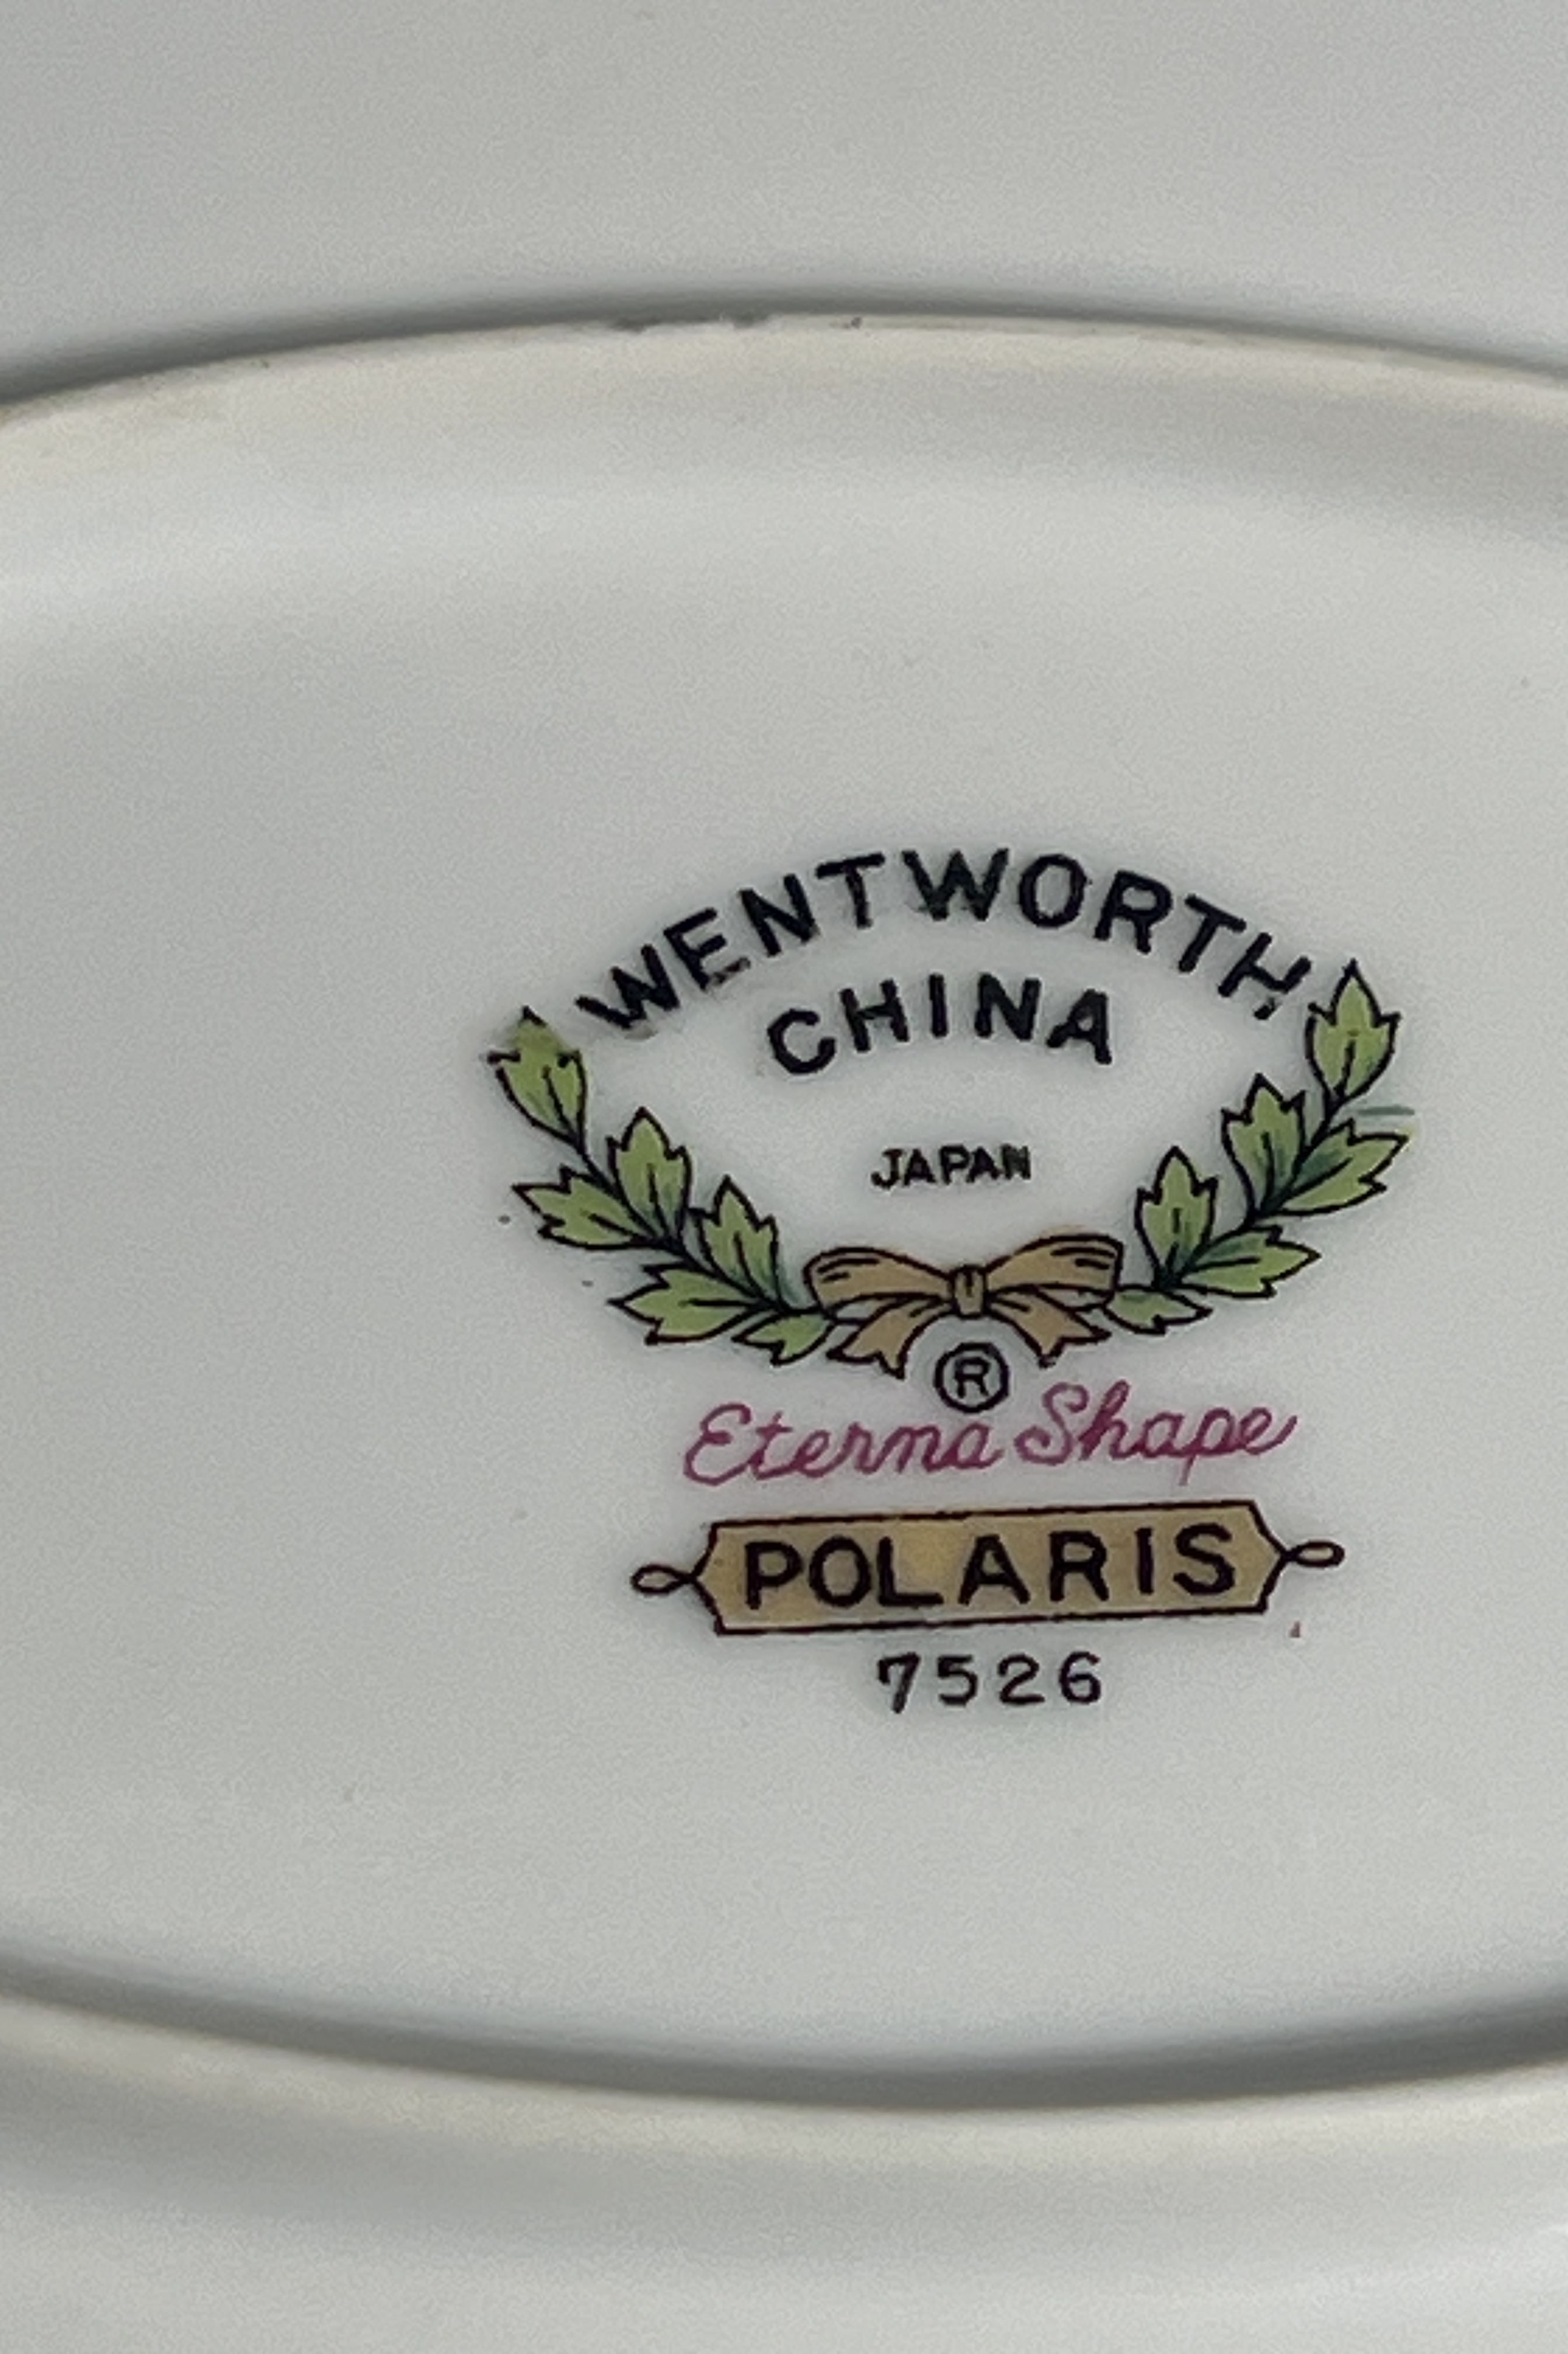 WENTWORTH
CHINA
JAPAN
®
Eterna Shape
POLARIS
7526